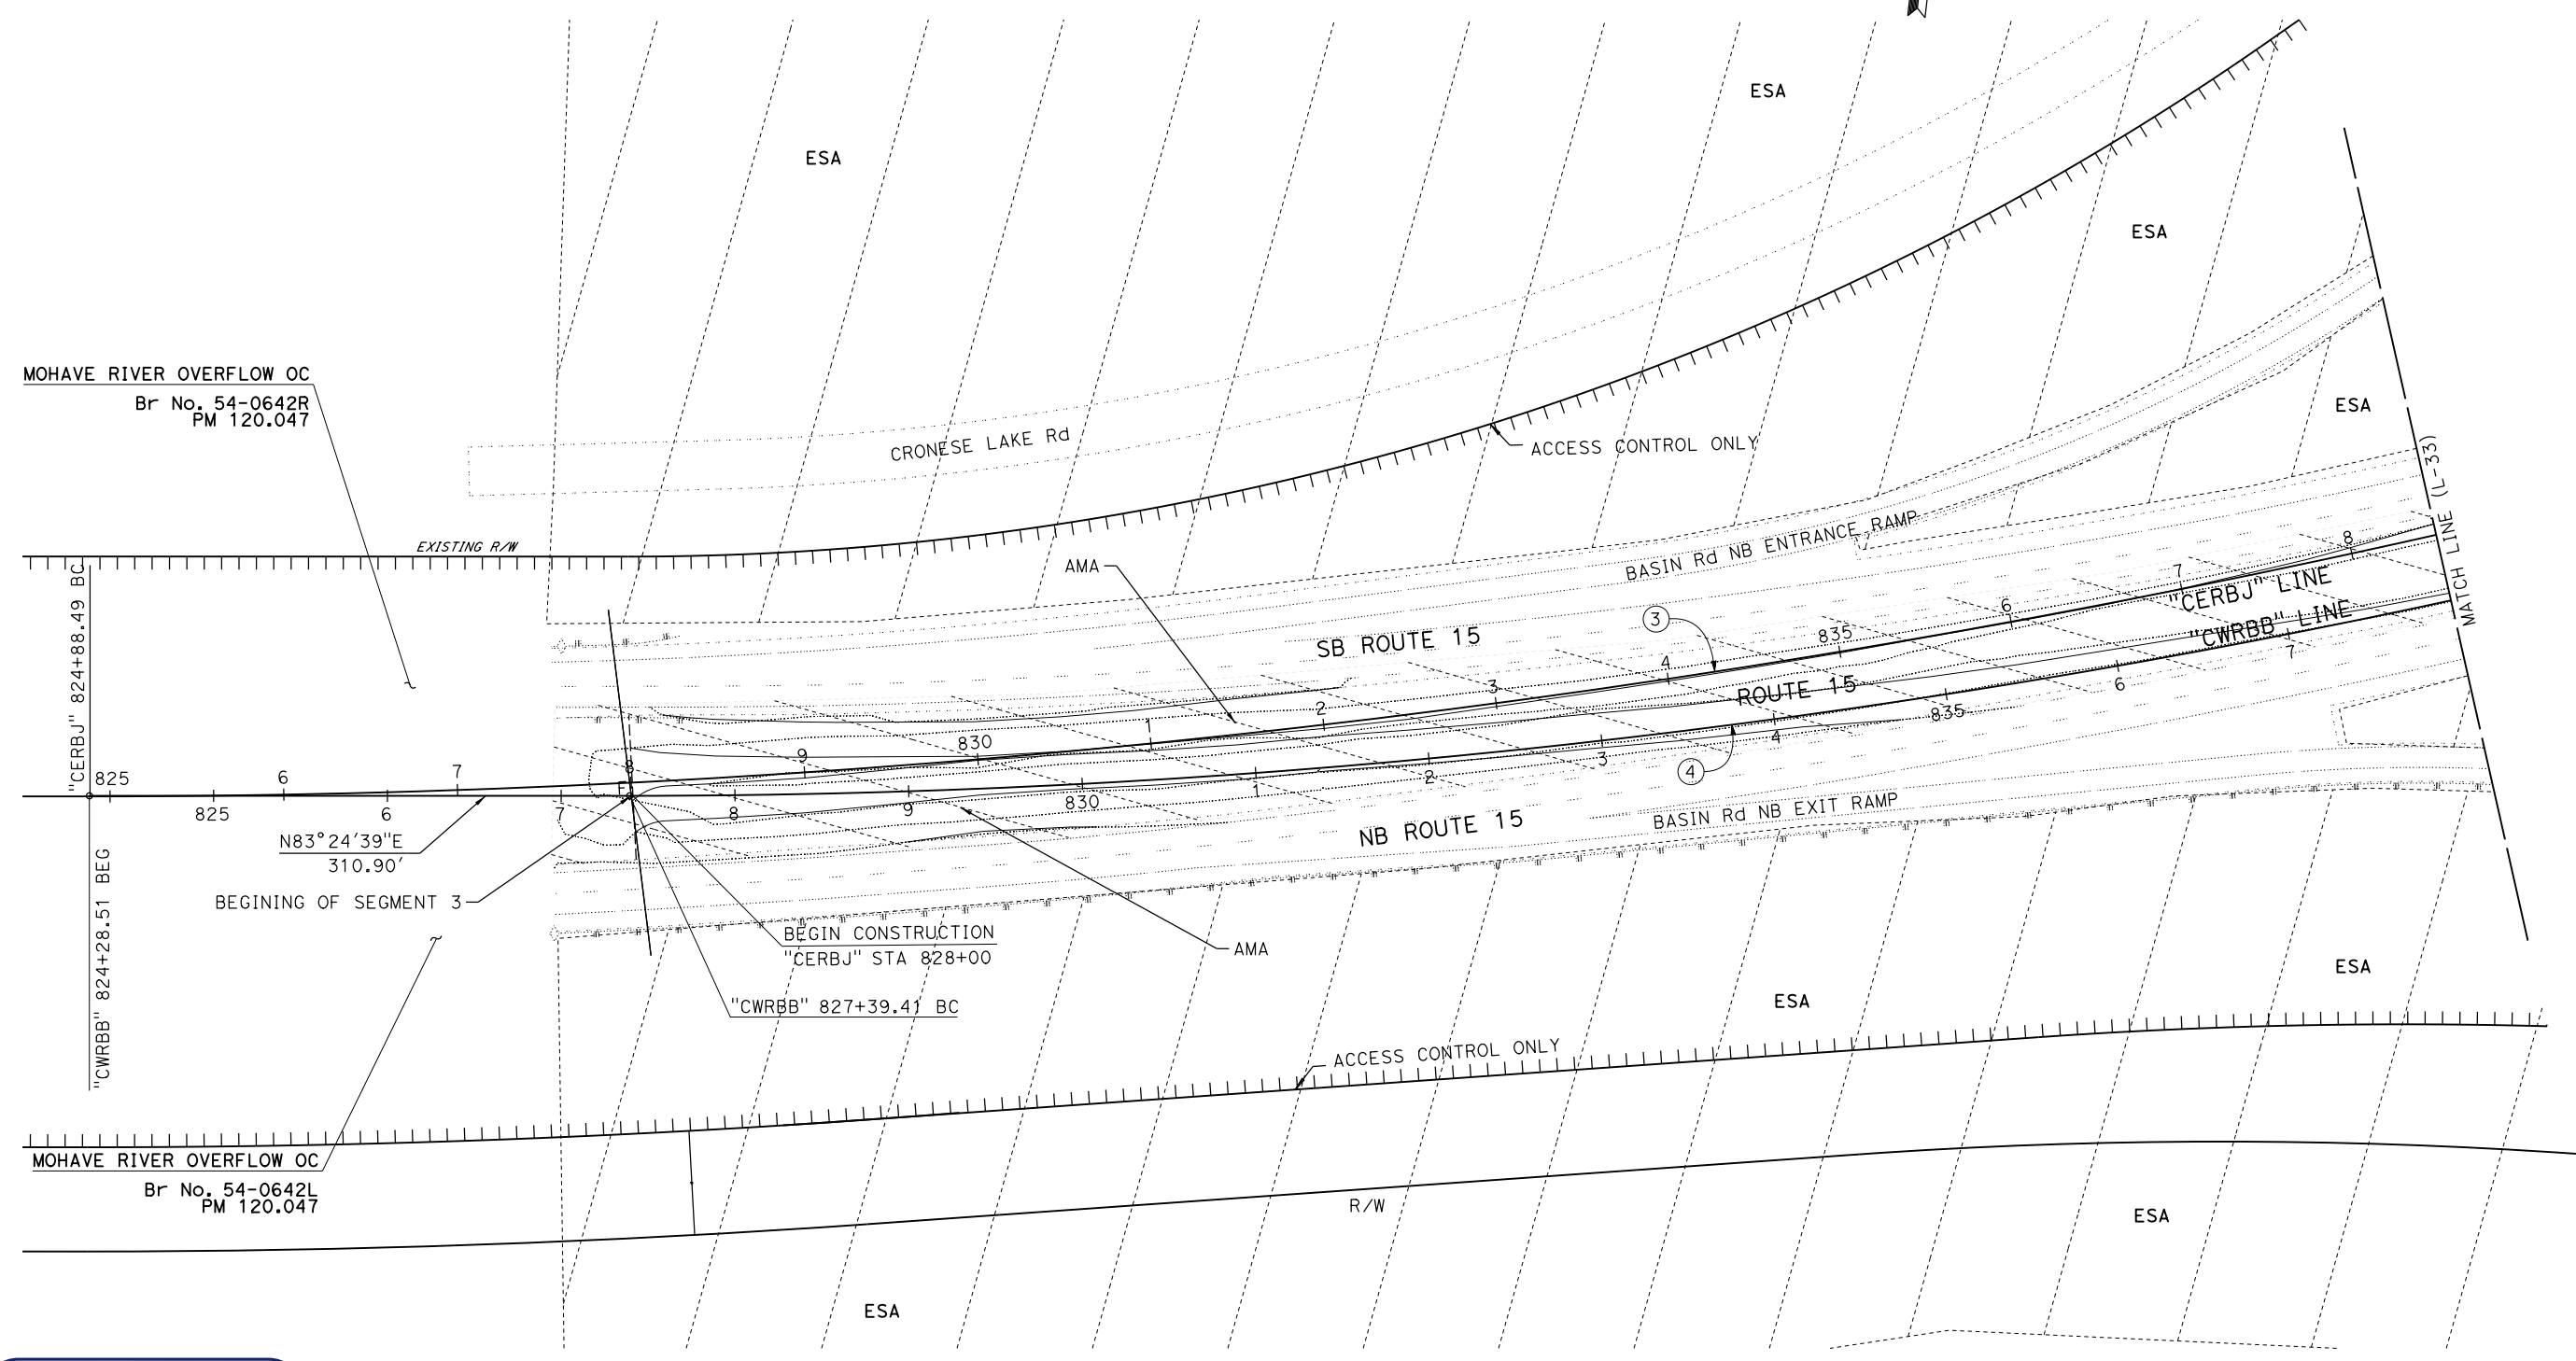 ESA
ESA
ESA
MOHAVE RIVER OVERFLOW OC
Br No. 54-0642R
PM 120.047
ESA
CRONESE LAKE Rd
ACCESS CONTROL ONLY
EXISTING R/W
AMA
BASIN Rd NB ENTRANCE RAMP
MATCH LINE (L-33)
"CERBJ" 824+88.49 BC
SB ROUTE 15
3
"CERBJ" LINE
"CWRBB" LINE
ROUTE 15
825
6
7
8
9
830
1
2
3
4
835
6
7
8
825
6
7
8
9
830
1
2
3
4
835
6
7
4
N83°24'39"E
310.90'
BEGINING OF SEGMENT 3
NB ROUTE 15
BASIN Rd NB EXIT RAMP
"CWRBB" 824+28.51 BEG
BEGIN CONSTRUCTION
"CERBJ" STA 828+00
AMA
"CWRBB" 827+39.41 BC
ESA
ESA
ACCESS CONTROL ONLY
MOHAVE RIVER OVERFLOW OC
Br No. 54-0642L
PM 120.047
R/W
ESA
ESA